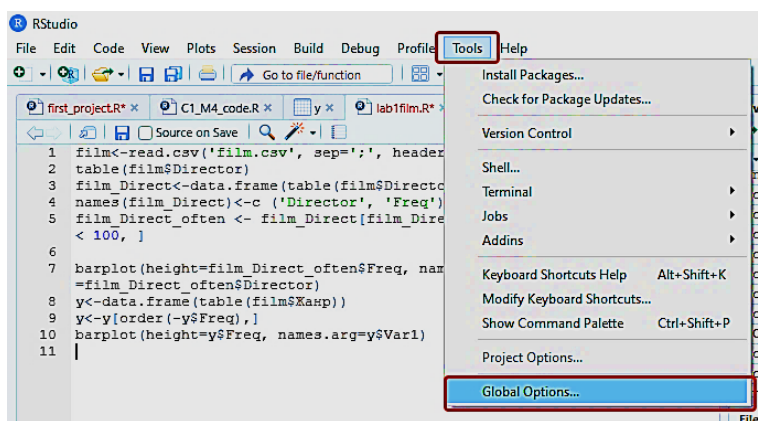 RStudio
File Edit Code View Plots Session Build Debug Profile Tools Help
Go to file/function
first_project.R* × C1_M4_code.R × y × lab1film.R*
Source on Save
1 film<-read.csv('film.csv', sep=';', header
2 table(film$Director)
3 film_Direct<-data.frame(table(film$Directo
4 names(film_Direct)<-c ('Director', 'Freq')
5 film_Direct_often <- film_Direct[film_Dire
< 100, ]
6
7 barplot(height=film_Direct_often$Freq, nam
=film_Direct_often$Director)
8 y<-data.frame(table(film$Жанр))
9 y<-y[order(-y$Freq),]
10 barplot(height=y$Freq, names.arg=y$Var1)
11
Install Packages...
Check for Package Updates...
Version Control
Shell...
Terminal
Jobs
Addins
Keyboard Shortcuts Help Alt+Shift+K
Modify Keyboard Shortcuts...
Show Command Palette Ctrl+Shift+P
Project Options...
Global Options...
File